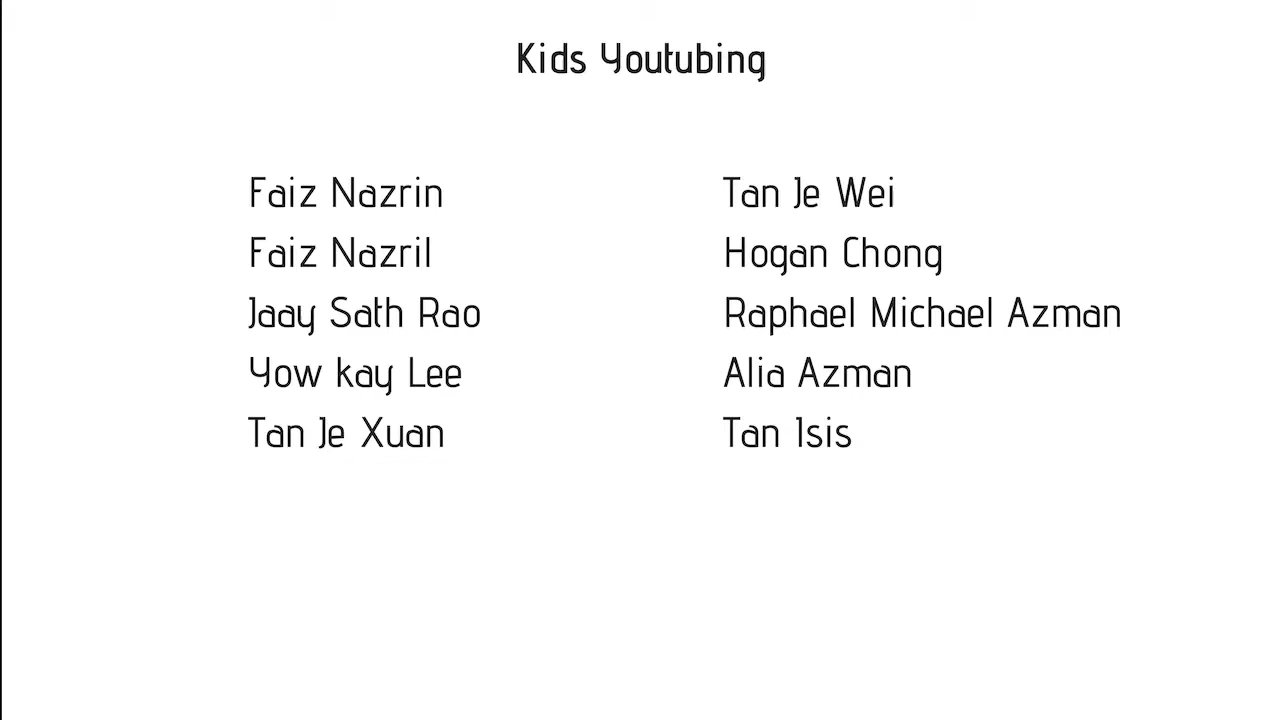 Kids Youtubing
Faiz Nazrin
Faiz Nazril
Jaay Sath Rao
Yow kay Lee
Tan Je Xuan
Tan Je Wei
Hogan Chong
Raphael Michael Azman
Alia Azman
Tan Isis